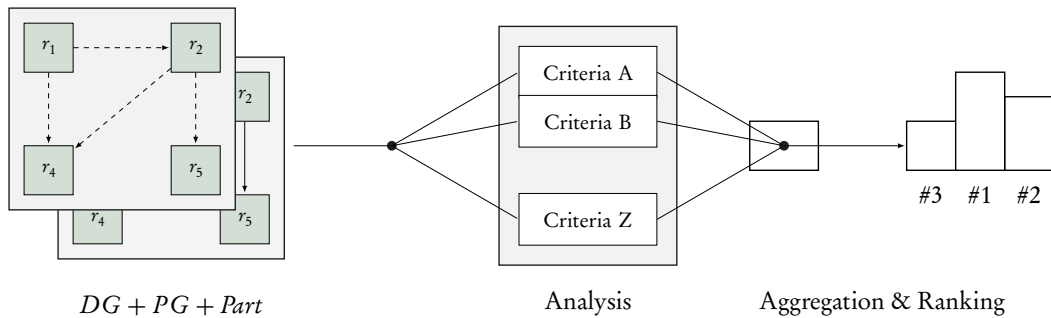 r1 r2
r2
r4 r5
r4 r5
Criteria A
Criteria B
Criteria Z
#3 #1 #2
DG + PG + Part
Analysis
Aggregation & Ranking